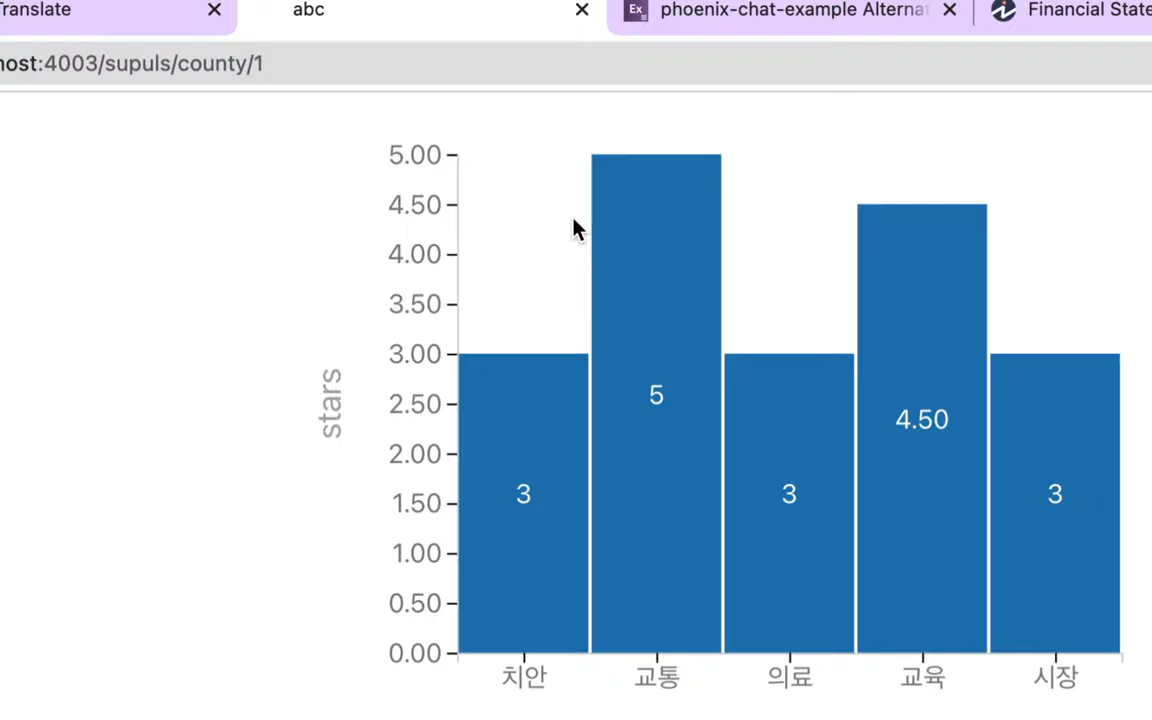 Translate
abc
Ex
phoenix-chat-example Alterna
Financial State
host:4003/supuls/county/1
5.00
4.50
4.00
3.50
3.00
2.50
2.00
1.50
1.00
0.50
0.00
stars
3
5
3
4.50
3
치안
교통
의료
교육
시장